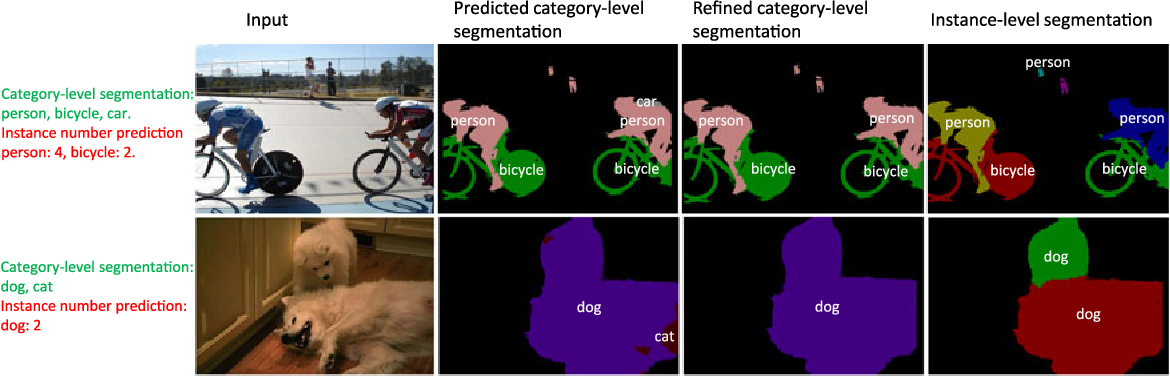 Input
Predicted category-level
segmentation
Refined category-level
segmentation
Instance-level segmentation
Category-level segmentation:
person, bicycle, car.
Instance number prediction
person: 4, bicycle: 2.
person
bicycle
car
person
bicycle
person
bicycle
person
bicycle
person
person
bicycle
person
bicycle
Category-level segmentation:
dog, cat
Instance number prediction:
dog: 2
dog
cat
dog
dog
dog